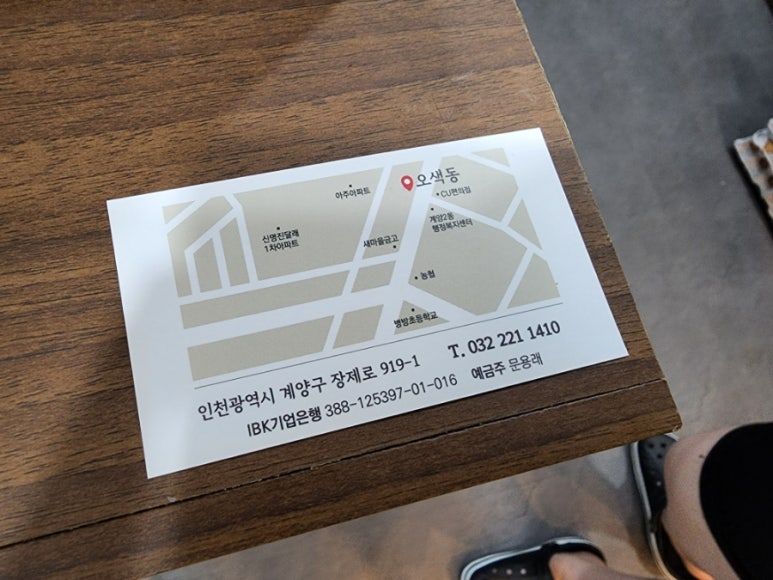 오색동
아주아파트
CU편의점
계양2동
행정복지센터
신명진달래
1차아파트
새마을금고
농협
병방초등학교
인천광역시 계양구 장제로 919-1
T. 032 221 1410
IBK기업은행 388-125397-01-016
예금주 문용래